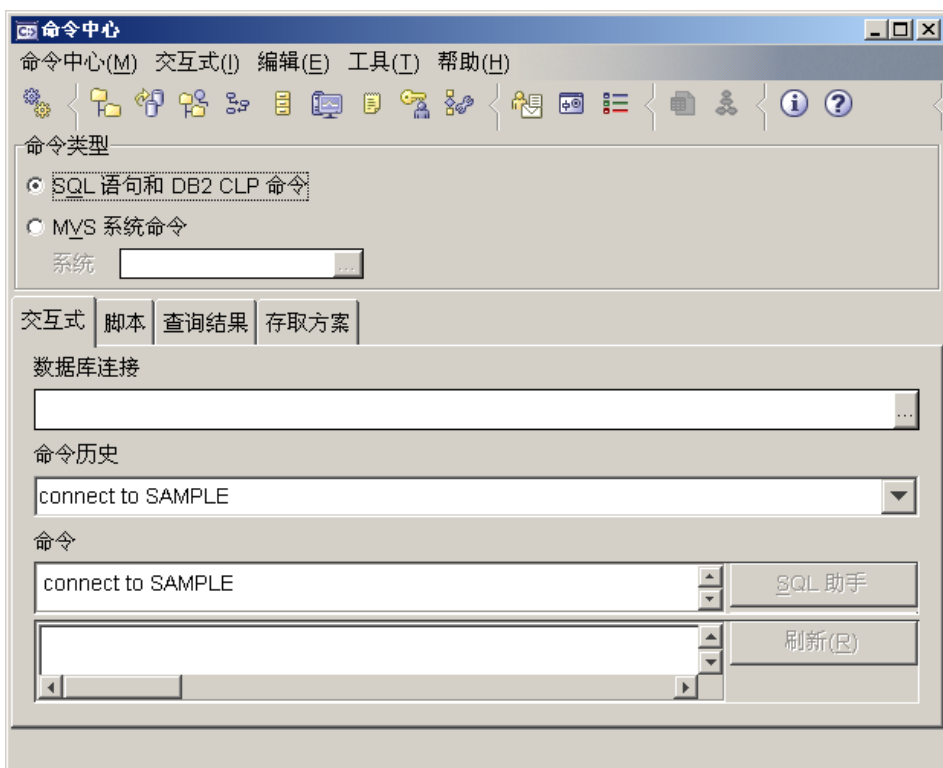 命令中心
命令中心(M) 交互式(I) 编辑(E) 工具(T) 帮助(H)
命令类型
SQL 语句和 DB2 CLP 命令
MVS 系统命令
系统
...
交互式 脚本 查询结果 存取方案
数据库连接
...
命令历史
connect to SAMPLE
命令
connect to SAMPLE
SQL 助手
刷新(R)